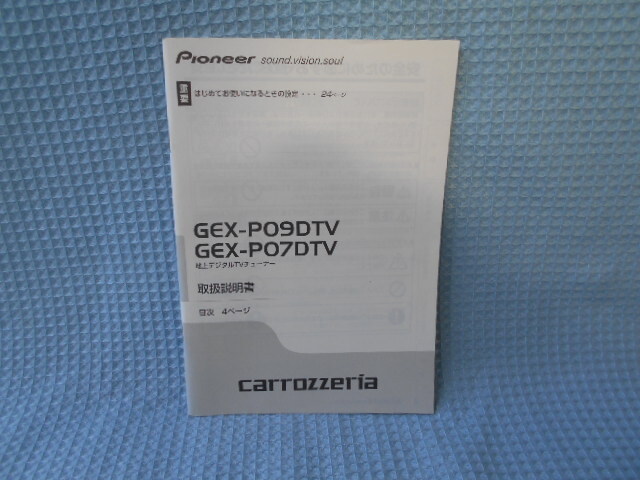 Pioneer sound.vision.soul
はじめてお使いになるときの設定・・・ 24ページ
GEX-P09DTV
GEX-P07DTV
地上デジタルTVチューナー
取扱説明書
目次 4ページ
carrozzeria